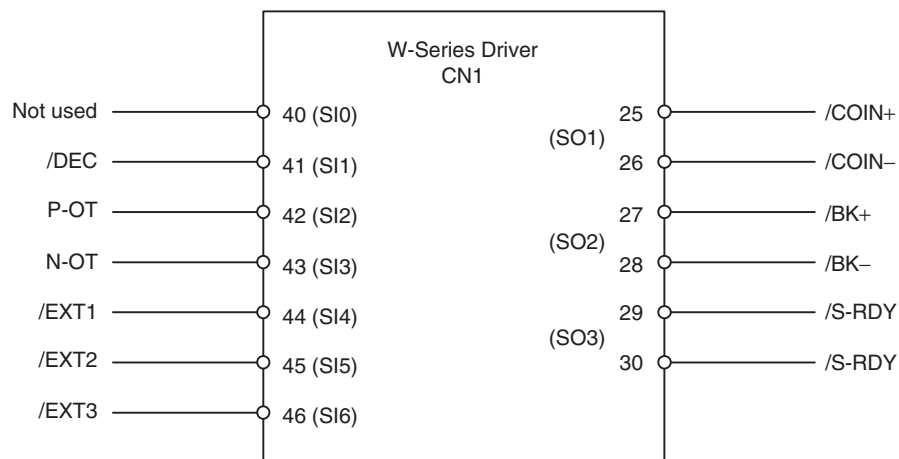 W-Series Driver
CN1
Not used
40 (SI0)
/DEC
41 (SI1)
P-OT
42 (SI2)
N-OT
43 (SI3)
/EXT1
44 (SI4)
/EXT2
45 (SI5)
/EXT3
46 (SI6)
25
/COIN+
(SO1)
26
/COIN−
27
/BK+
(SO2)
28
/BK−
29
/S-RDY
(SO3)
30
/S-RDY